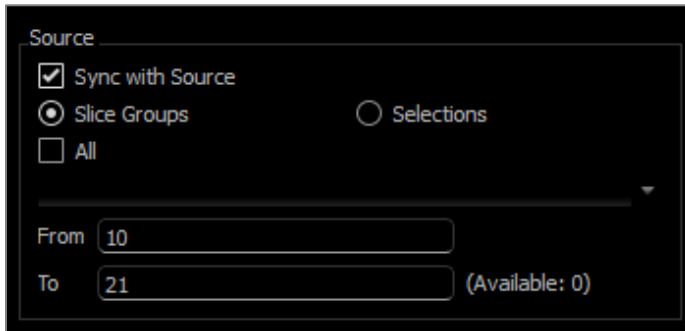 Source
Sync with Source
Slice Groups Selections
All
From 10
To 21 (Available: 0)